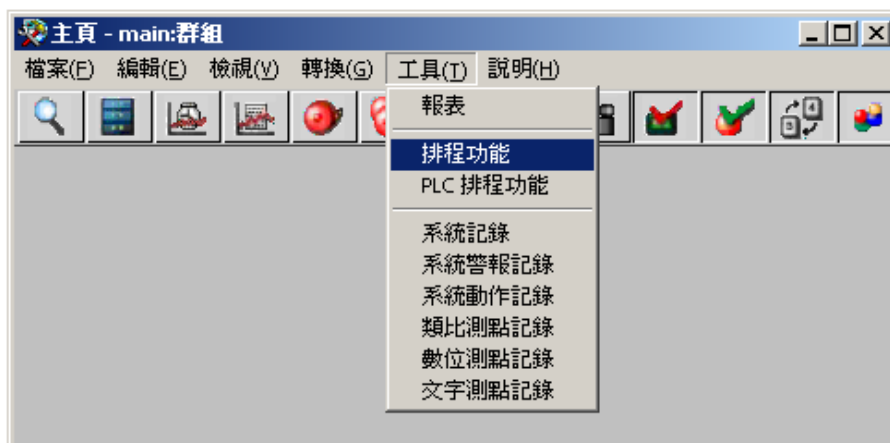 主頁 - main:群組
檔案(F) 編輯(E) 檢視(V) 轉換(G) 工具(T) 說明(H)
報表
排程功能
PLC 排程功能
系統記錄
系統警報記錄
系統動作記錄
類比測點記錄
數位測點記錄
文字測點記錄